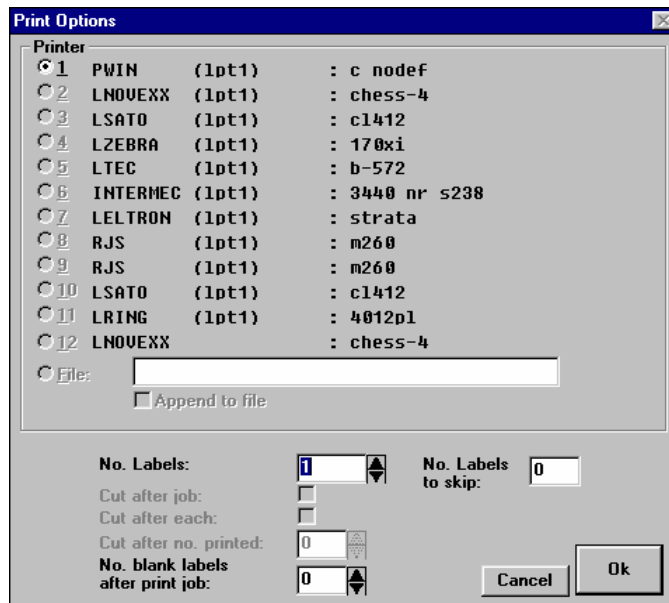 Print Options
Printer
1 PWIN (lpt1) : c nodef
2 LNOVEXX (lpt1) : chess-4
3 LSATO (lpt1) : cl412
4 LZEBRA (lpt1) : 170xi
5 LTEC (lpt1) : b-572
6 INTERMEC (lpt1) : 3440 nr s238
7 LELTRON (lpt1) : strata
8 RJS (lpt1) : m260
9 RJS (lpt1) : m260
10 LSATO (lpt1) : cl412
11 LRING (lpt1) : 4012pl
12 LNOVEXX : chess-4
File:
Append to file
No. Labels: 1
No. Labels to skip: 0
Cut after job:
Cut after each:
Cut after no. printed: 0
No. blank labels
after print job: 0
Cancel
Ok